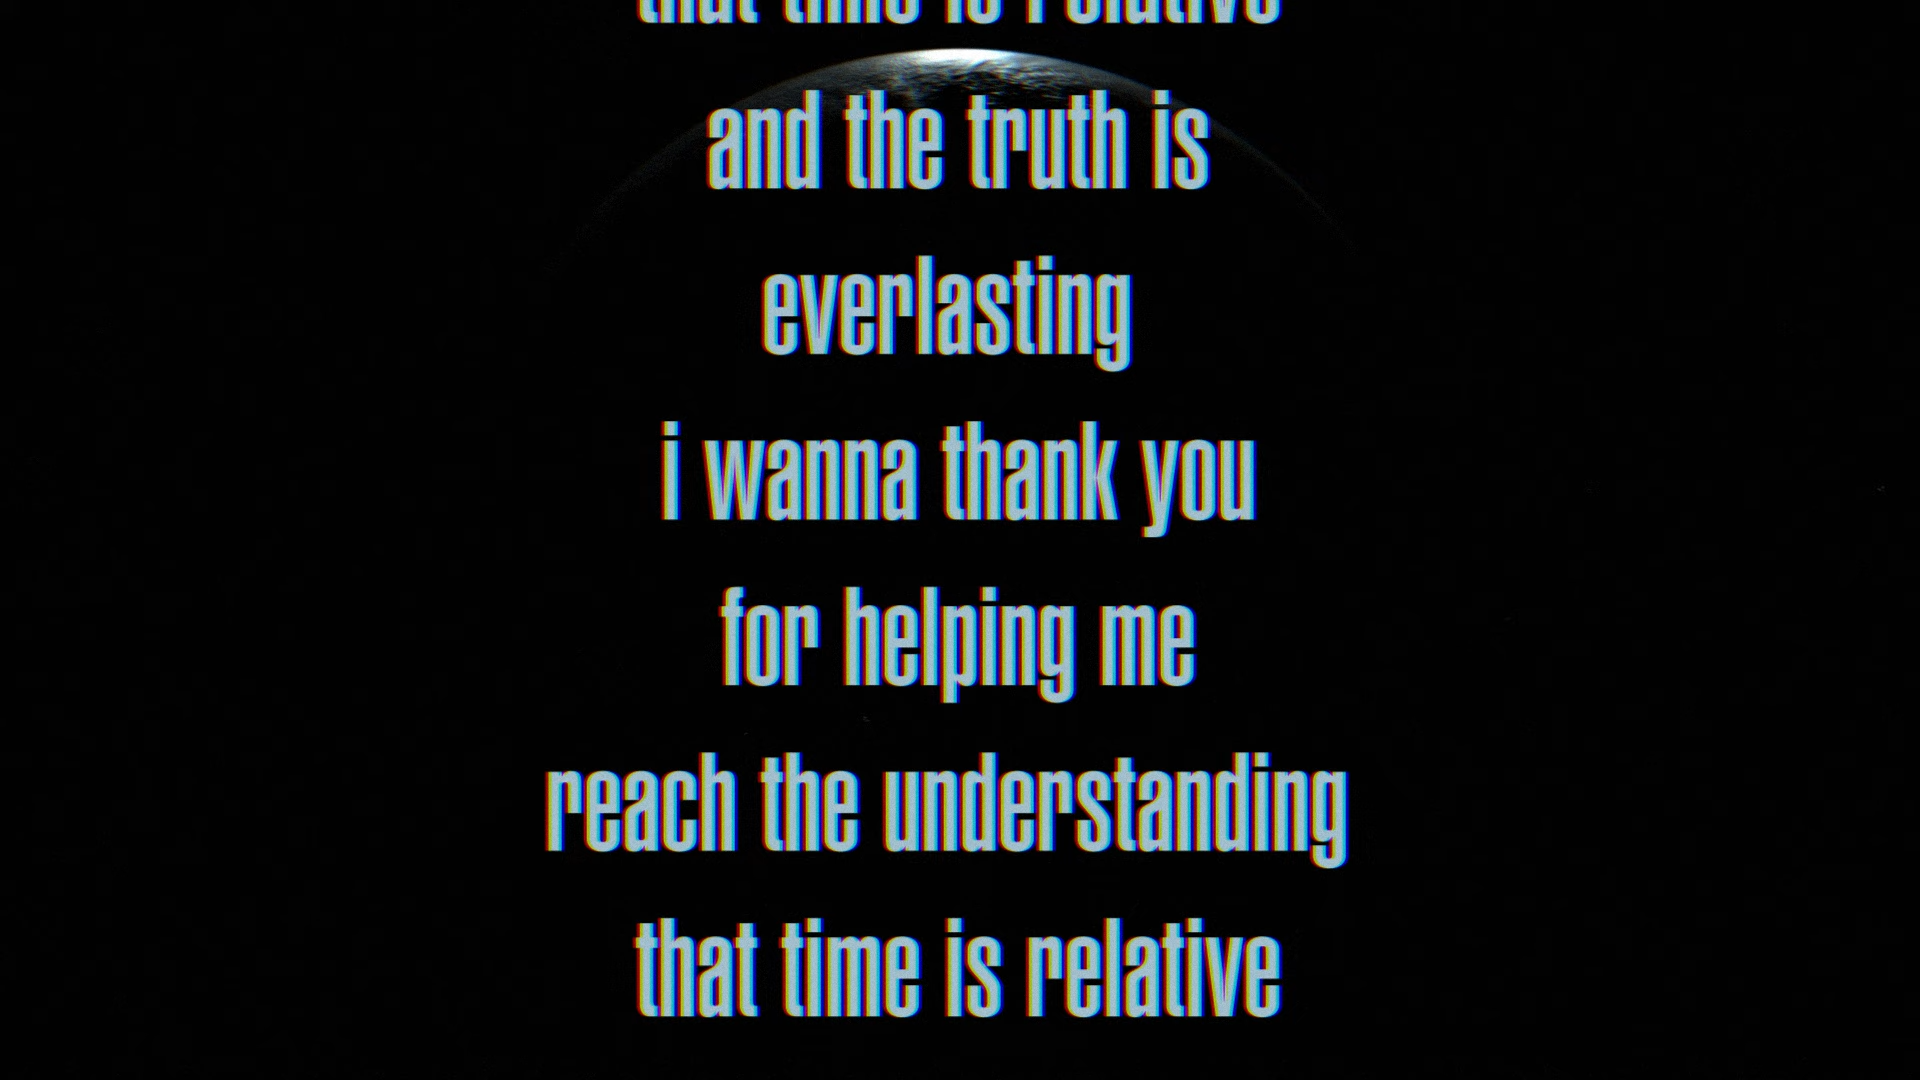 that time is relative
and the truth is
everlasting
i wanna thank you
for helping me
reach the understanding
that time is relative